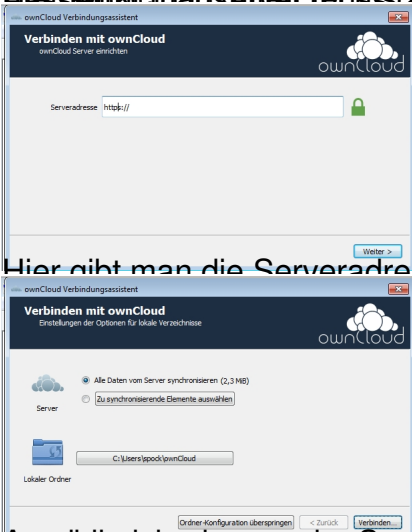 ownCloud Verbindungsassistent
Verbinden mit ownCloud
ownCloud Server einrichten
ownCloud
Serveradresse https://
Weiter >
Hier gibt man die Serveradre
ownCloud Verbindungsassistent
Verbinden mit ownCloud
Einstellungen der Optionen für lokale Verzeichnisse
ownCloud
Alle Daten vom Server synchronisieren (2,3 MiB)
Zu synchronisierende Elemente auswählen
Server
C:\Users\spock\ownCloud
Lokaler Ordner
Ordner-Konfiguration überspringen < Zurück Verbinden...